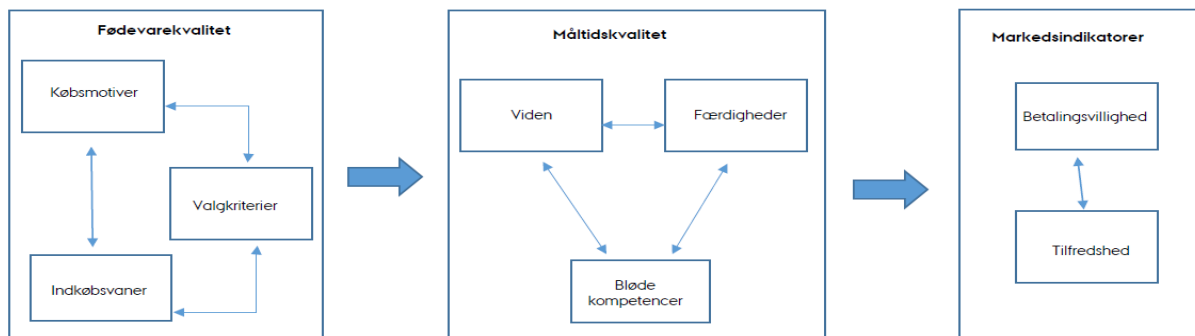 Fødevarekvalitet
Købsmotiver
Valgkriterier
Indkøbsvaner
Måltidskvalitet
Viden
Færdigheder
Bløde
kompetencer
Markedsindikatorer
Betalingsvillighed
Tilfredshed